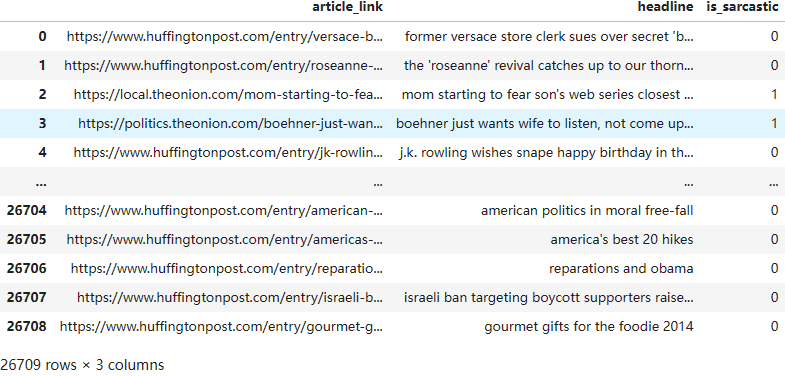 article_link headline is_sarcastic
0 https://www.huffingtonpost.com/entry/versace-b... former versace store clerk sues over secret 'b... 0
1 https://www.huffingtonpost.com/entry/roseanne-... the 'roseanne' revival catches up to our thorn... 0
2 https://local.theonion.com/mom-starting-to-fea... mom starting to fear son's web series closest ... 1
3 https://politics.theonion.com/boehner-just-wan... boehner just wants wife to listen, not come up... 1
4 https://www.huffingtonpost.com/entry/jk-rowlin... j.k. rowling wishes snape happy birthday in th... 0
... ... ... ...
26704 https://www.huffingtonpost.com/entry/american-... american politics in moral free-fall 0
26705 https://www.huffingtonpost.com/entry/americas-... america's best 20 hikes 0
26706 https://www.huffingtonpost.com/entry/reparatio... reparations and obama 0
26707 https://www.huffingtonpost.com/entry/israeli-b... israeli ban targeting boycott supporters raise... 0
26708 https://www.huffingtonpost.com/entry/gourmet-g... gourmet gifts for the foodie 2014 0
26709 rows × 3 columns